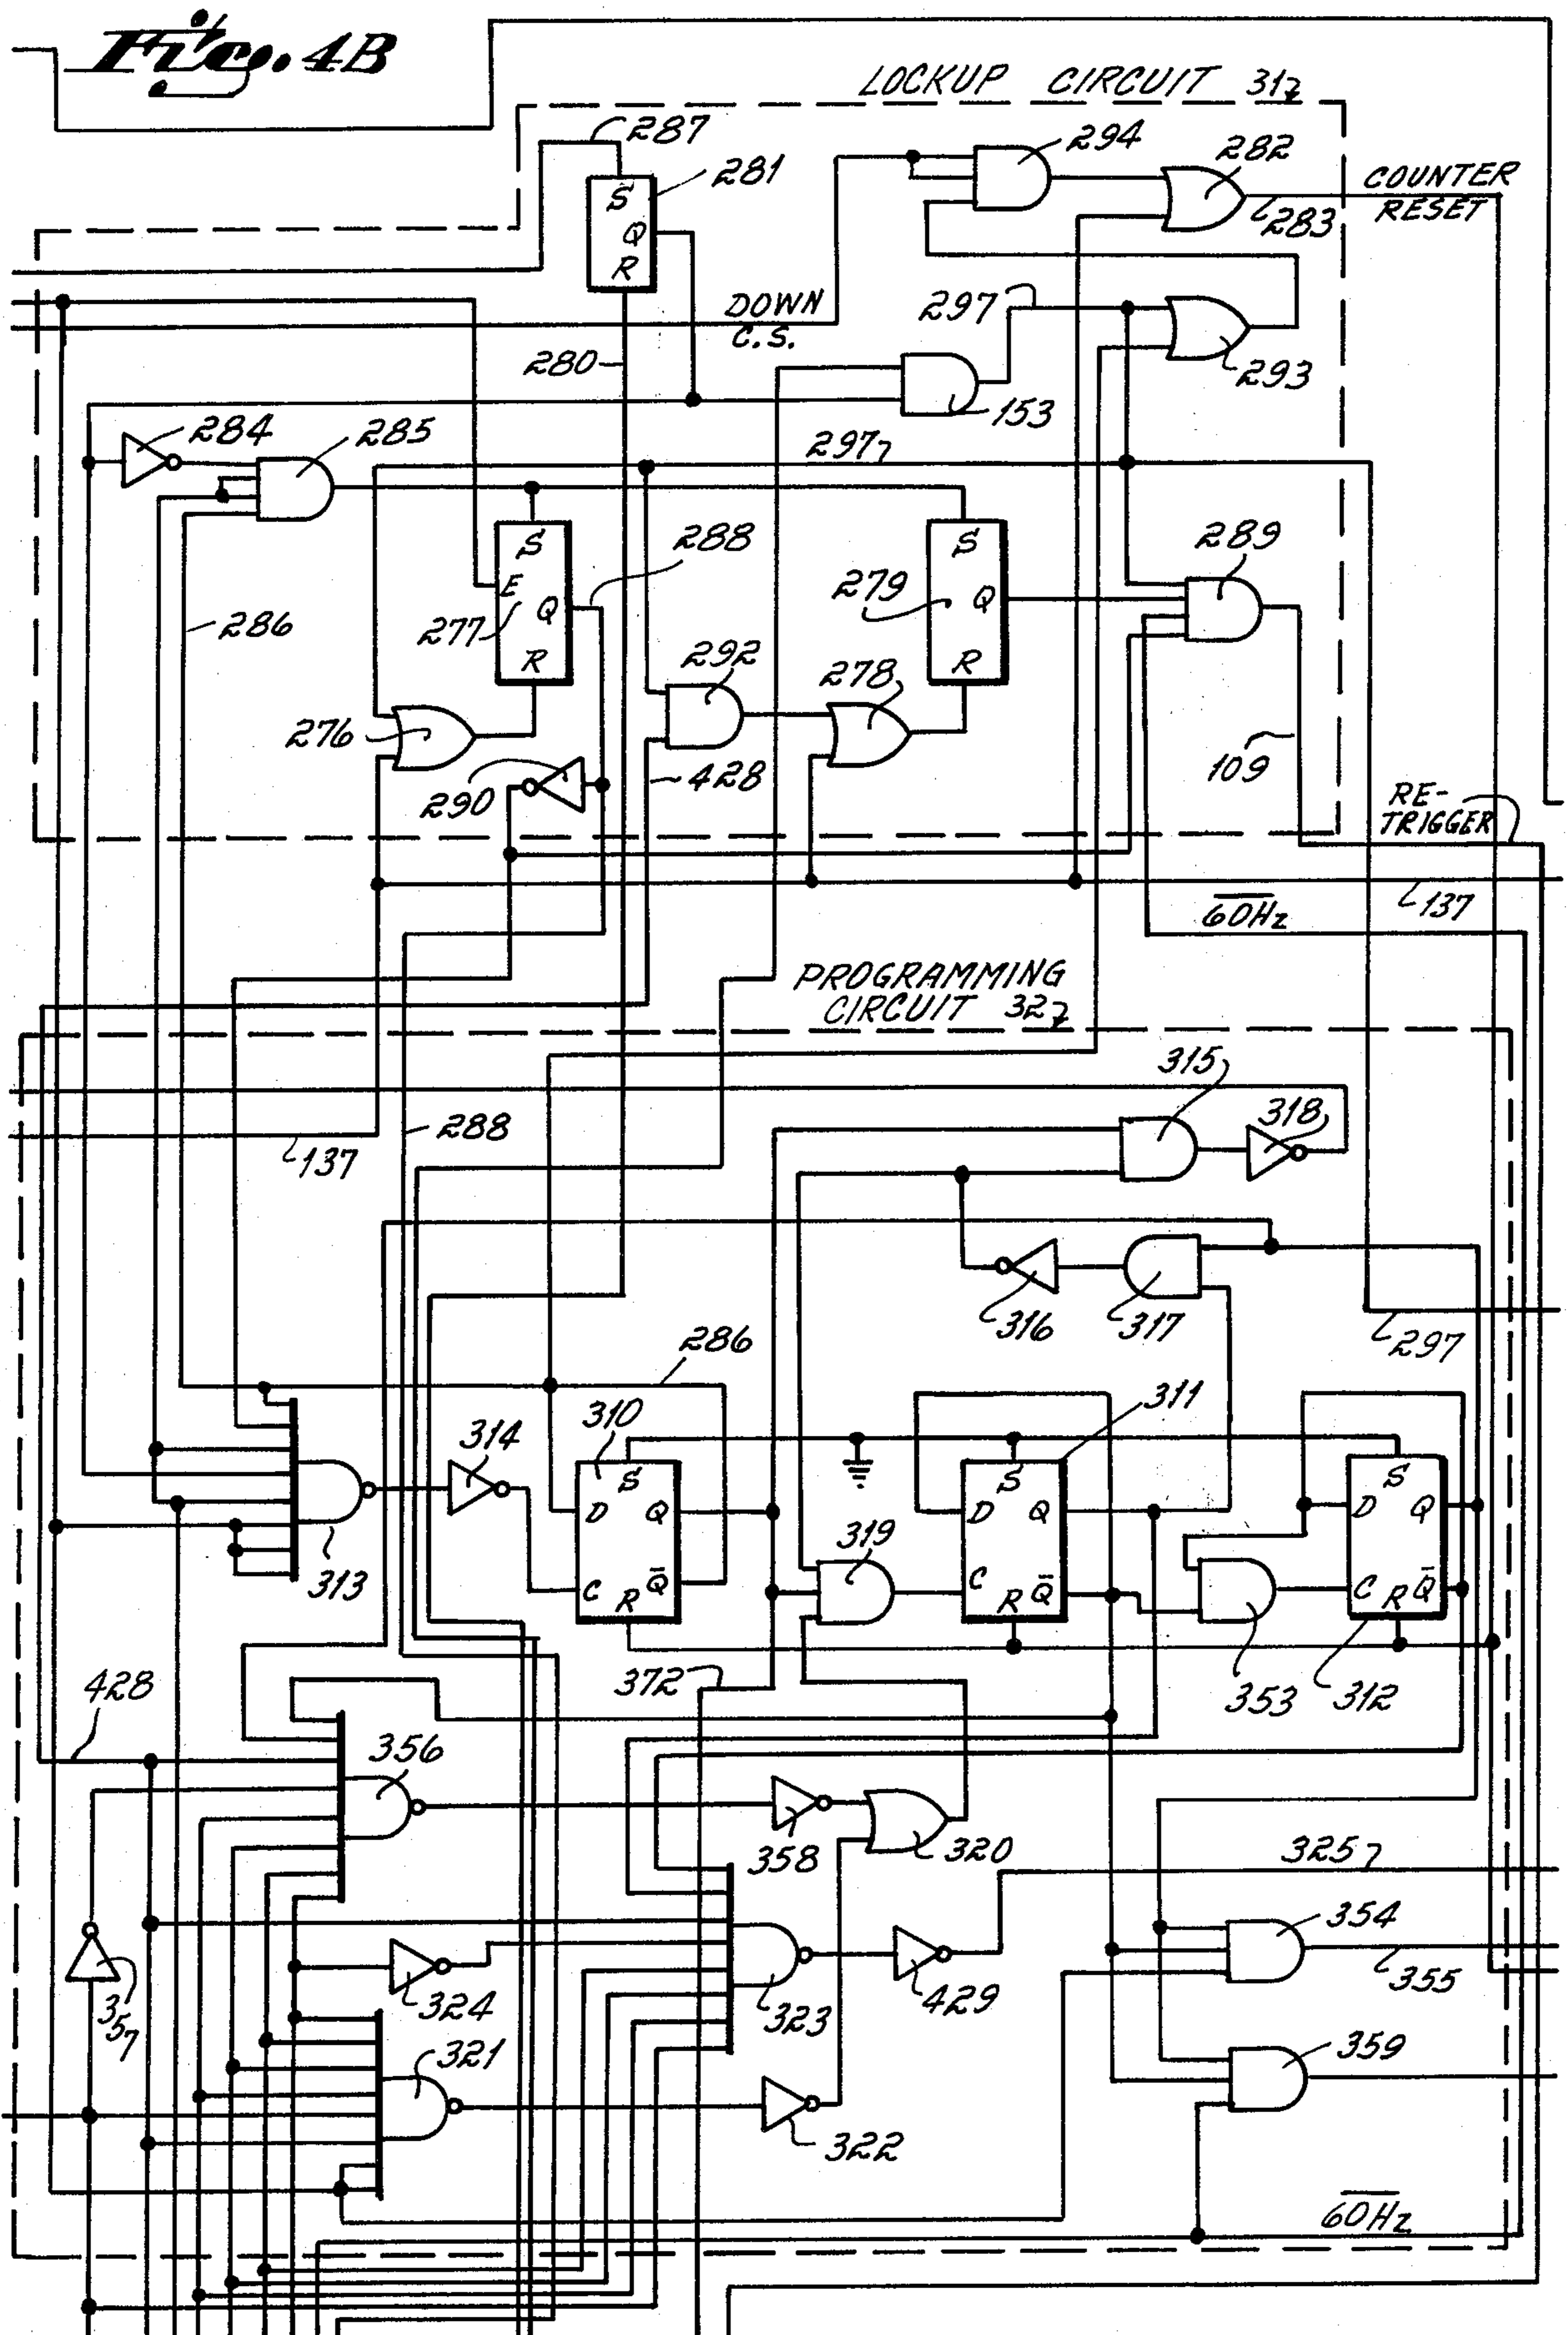 Fig. 4B
LOCKUP CIRCUIT 31
287
294
282
281
S
Q
R
COUNTER
RESET
283
DOWN
C.S.
297
280
293
153
284
285
297
S
E
Q
R
277
288
S
279
Q
R
289
286
292
278
276
290
428
109
RE-
TRIGGER
137
60Hz
PROGRAMMING
CIRCUIT 32
315
318
288
137
316
317
297
286
310
311
314
S
D
Q
C
R
Q̅
S
D
Q
C
R
Q̅
S
D
Q
C
R
Q̅
319
313
372
353
312
428
356
358
320
325
354
355
357
324
323
429
321
359
322
60Hz